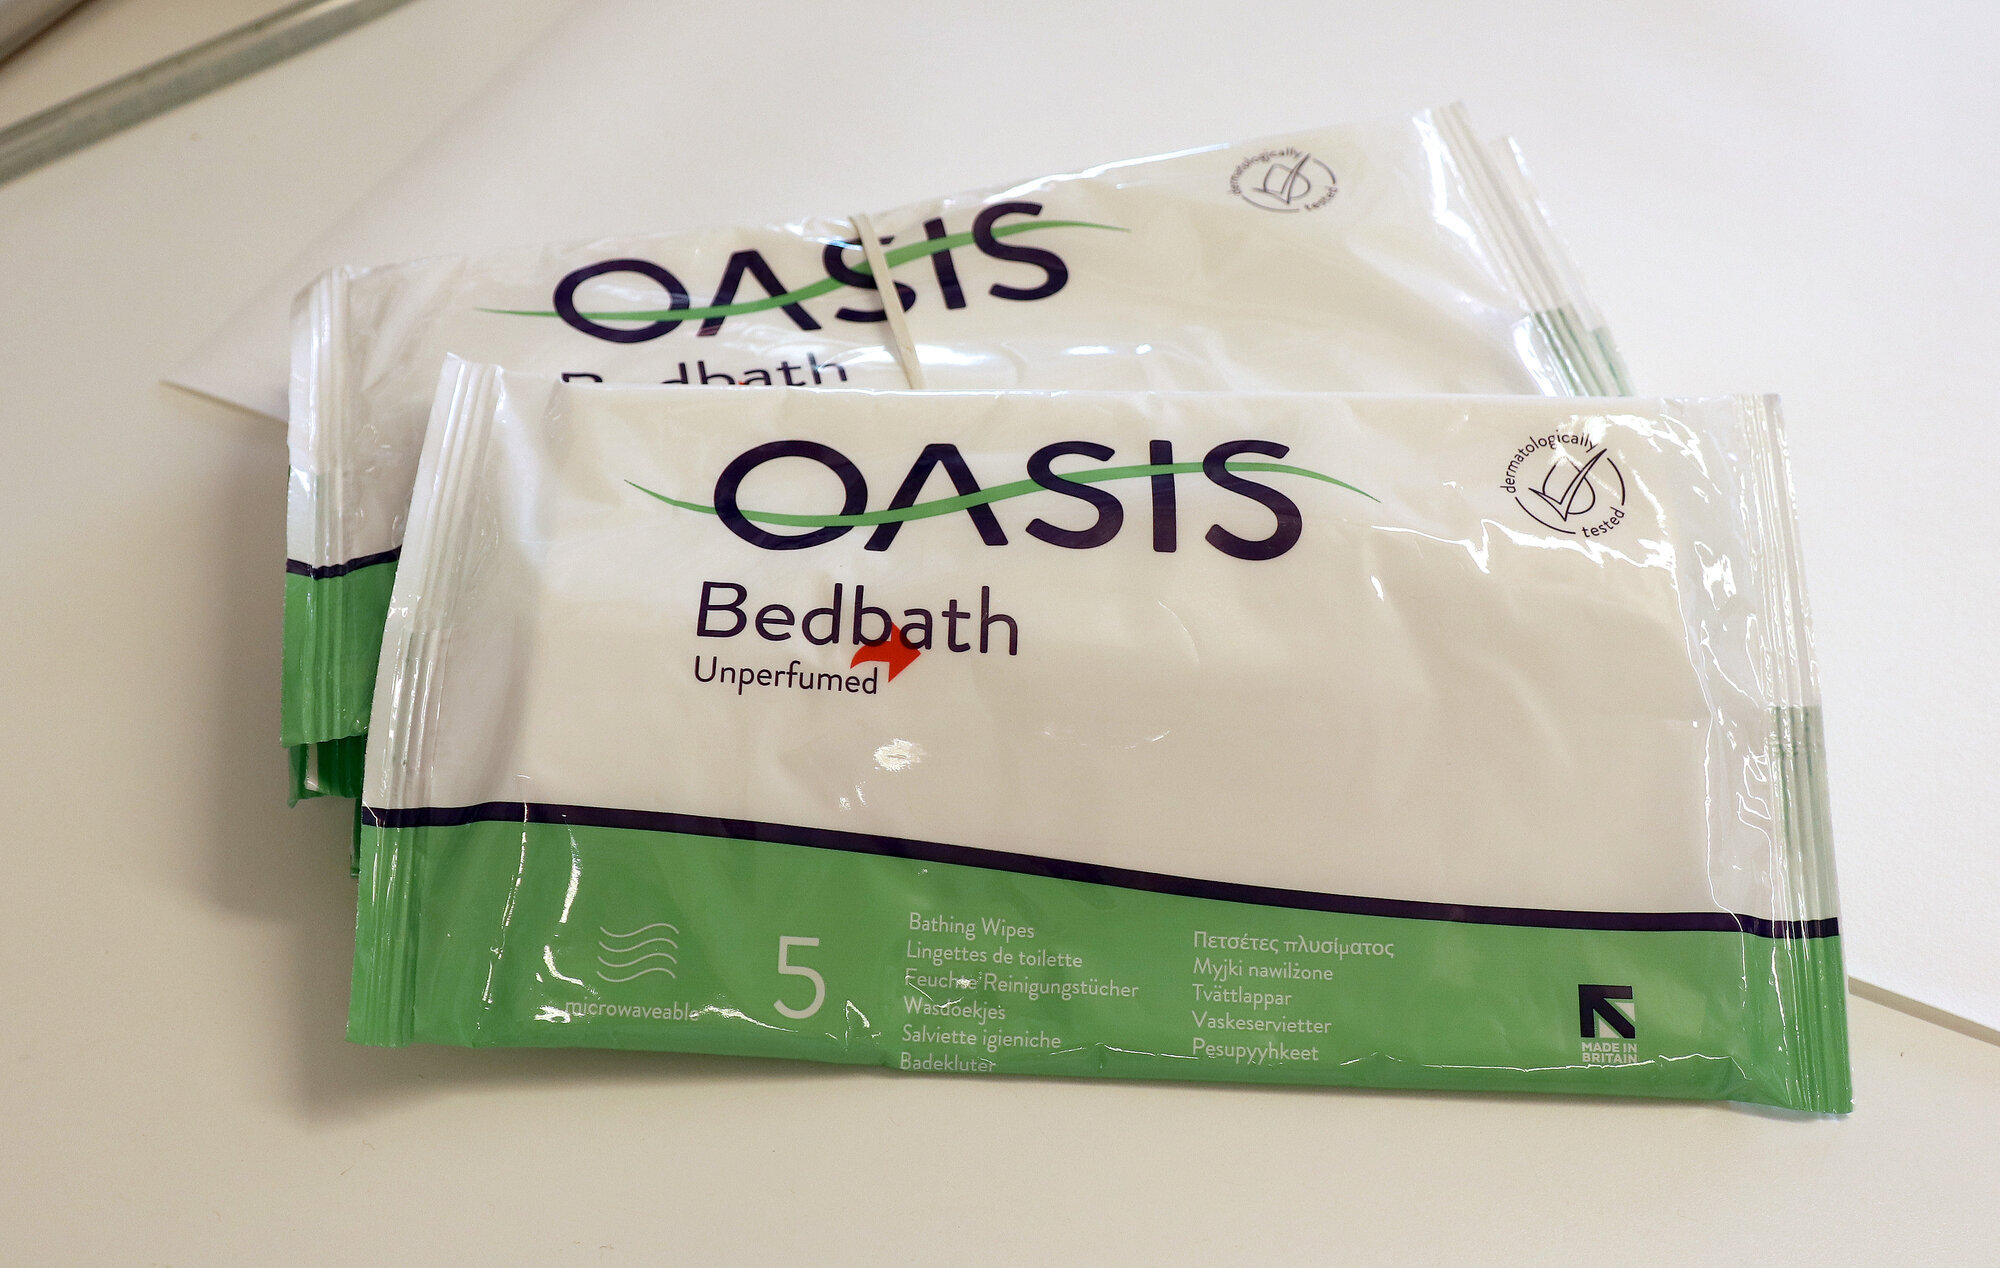 dermatologically
tested
OASIS
Bedbath
dermatologically
tested
OASIS
Bedbath
Unperfumed
microwaveable
5
Bathing Wipes
Lingettes de toilette
Feuchte Reinigungstücher
Wasdoekjes
Salviette igieniche
Badekluter
Πετσέτες πλυσίματος
Myjki nawilżone
Tvättlappar
Vaskeservietter
Pesupyyhkeet
MADE IN
BRITAIN